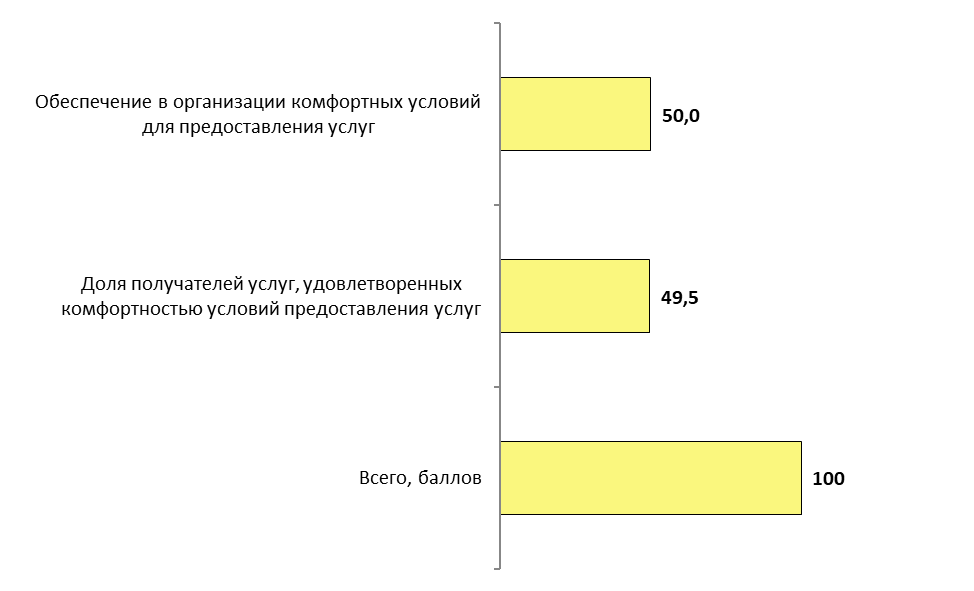 Обеспечение в организации комфортных условий
для предоставления услуг
50,0
Доля получателей услуг, удовлетворенных
комфортностью условий предоставления услуг
49,5
Всего, баллов
100